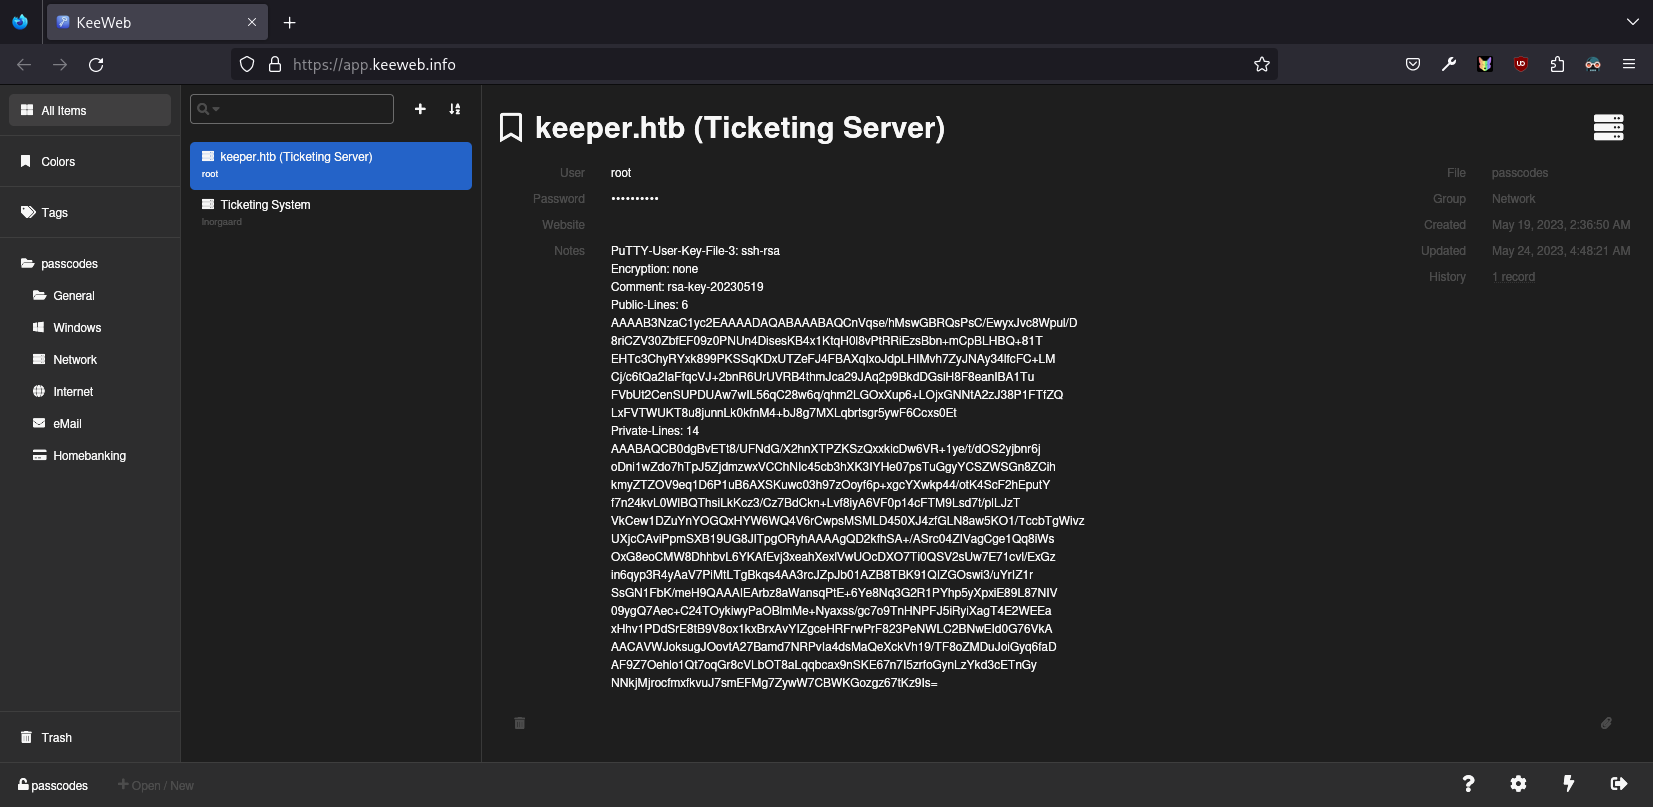 KeeWeb
https://app.keeweb.info
All Items
Colors
Tags
passcodes
General
Windows
Network
Internet
eMail
Homebanking
Trash
keeper.htb (Ticketing Server)
root
Ticketing System
lnorgaard
keeper.htb (Ticketing Server)
User root
Password ••••••••••
Website
Notes
PuTTY-User-Key-File-3: ssh-rsa
Encryption: none
Comment: rsa-key-20230519
Public-Lines: 6
AAAAB3NzaC1yc2EAAAADAQABAAABAQCnVqse/hMswGBRQsPsC/EwyxJvc8Wpul/D
8riCZV30ZbfEF09z0PNUn4DisesKB4x1KtqH0l8vPtRRiEzsBbn+mCpBLHBQ+81T
EHTc3ChyRYxk899PKSSqKDxUTZeFJ4FBAXqIxoJdpLHIMvh7ZyJNAy34lfcFC+LM
Cj/c6tQa2IaFfqcVJ+2bnR6UrUVRB4thmJca29JAq2p9BkdDGsiH8F8eanIBA1Tu
FVbUt2CenSUPDUAw7wIL56qC28w6q/qhm2LGOxXup6+LOjxGNNtA2zJ38P1FTfZQ
LxFVTWUKT8u8junnLk0kfnM4+bJ8g7MXLqbrtsgr5ywF6Ccxs0Et
Private-Lines: 14
AAABAQCB0dgBvETt8/UFNdG/X2hnXTPZKSzQxxkicDw6VR+1ye/t/dOS2yjbnr6j
oDni1wZdo7hTpJ5ZjdmzwxVCChNIc45cb3hXK3IYHe07psTuGgyYCSZWSGn8ZCih
kmyZTZOV9eq1D6P1uB6AXSKuwc03h97zOoyf6p+xgcYXwkp44/otK4ScF2hEputY
f7n24kvL0WlBQThsiLkKcz3/Cz7BdCkn+Lvf8iyA6VF0p14cFTM9Lsd7t/plLJzT
VkCew1DZuYnYOGQxHYW6WQ4V6rCwpsMSMLD450XJ4zfGLN8aw5KO1/TccbTgWivz
UXjcCAviPpmSXB19UG8JlTpgORyhAAAAgQD2kfhSA+/ASrc04ZIVagCge1Qq8iWs
OxG8eoCMW8DhhbvL6YKAfEvj3xeahXexlVwUOcDXO7Ti0QSV2sUw7E71cvl/ExGz
in6qyp3R4yAaV7PiMtLTgBkqs4AA3rcJZpJb01AZB8TBK91QIZGOswi3/uYrIZ1r
SsGN1FbK/meH9QAAAIEArbz8aWansqPtE+6Ye8Nq3G2R1PYhp5yXpxiE89L87NIV
09ygQ7Aec+C24TOykiwyPaOBlmMe+Nyaxss/gc7o9TnHNPFJ5iRyiXagT4E2WEEa
xHhv1PDdSrE8tB9V8ox1kxBrxAvYIZgceHRFrwPrF823PeNWLC2BNwEId0G76VkA
AACAVWJoksugJOovtA27Bamd7NRPvIa4dsMaQeXckVh19/TF8oZMDuJoiGyq6faD
AF9Z7Oehlo1Qt7oqGr8cVLbOT8aLqqbcax9nSKE67n7I5zrfoGynLzYkd3cETnGy
NNkjMjrocfmxfkvuJ7smEFMg7ZywW7CBWKGozgz67tKz9Is=
File passcodes
Group Network
Created May 19, 2023, 2:36:50 AM
Updated May 24, 2023, 4:48:21 AM
History 1 record
passcodes
Open / New